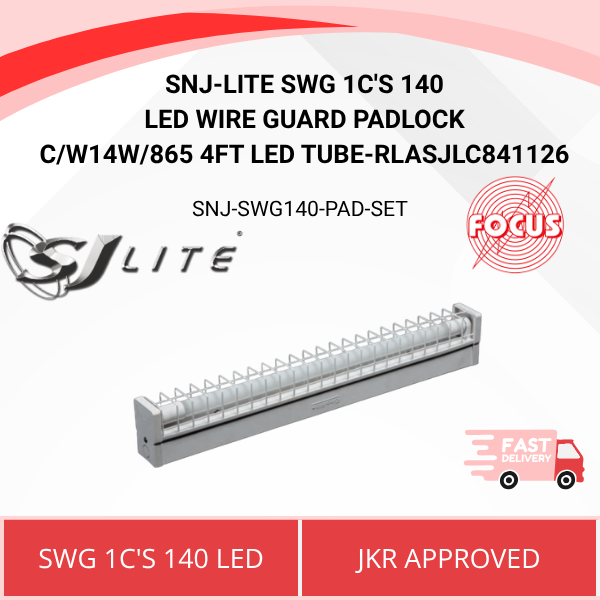 SNJ-LITE SWG 1C'S 140
LED WIRE GUARD PADLOCK
C/W14W/865 4FT LED TUBE-RLASJLC841126
SNJ-SWG140-PAD-SET
FOCUS
SJ LITE®
FAST
DELIVERY
SWG 1C'S 140 LED
JKR APPROVED